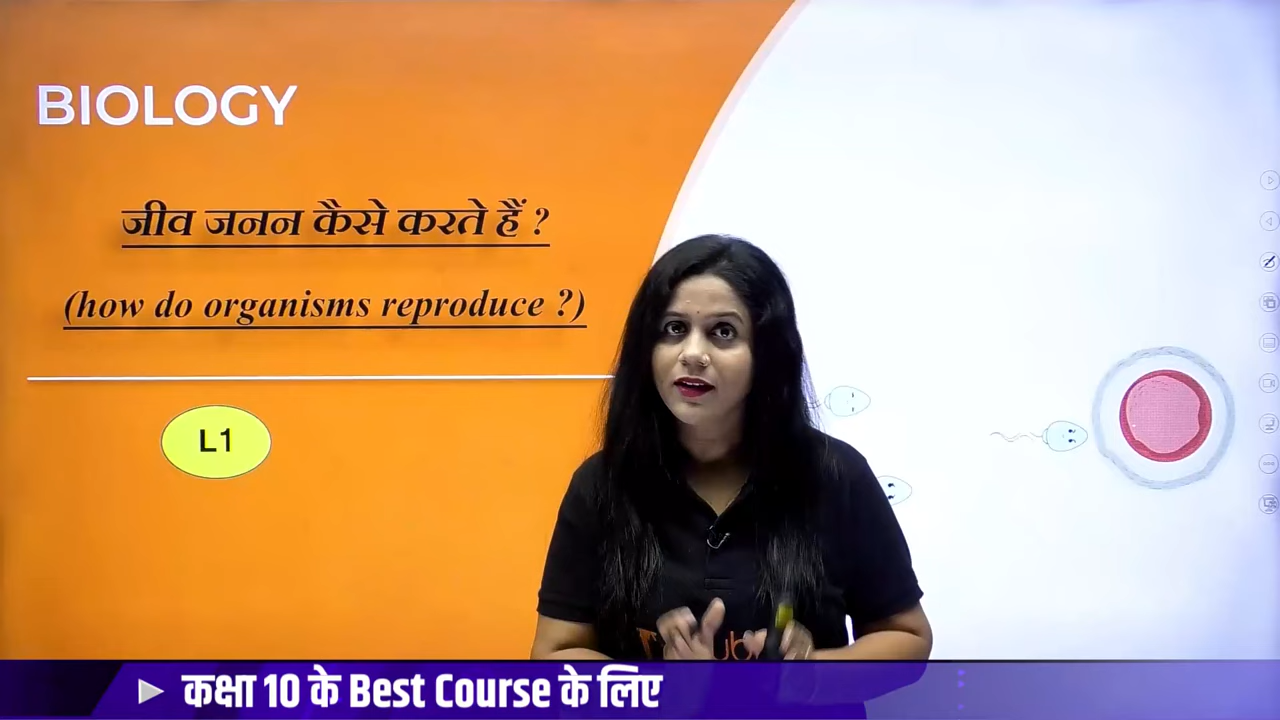 BIOLOGY
जीव जनन कैसे करते हैं ?
(how do organisms reproduce ?)
L1
कक्षा 10 के Best Course के लिए